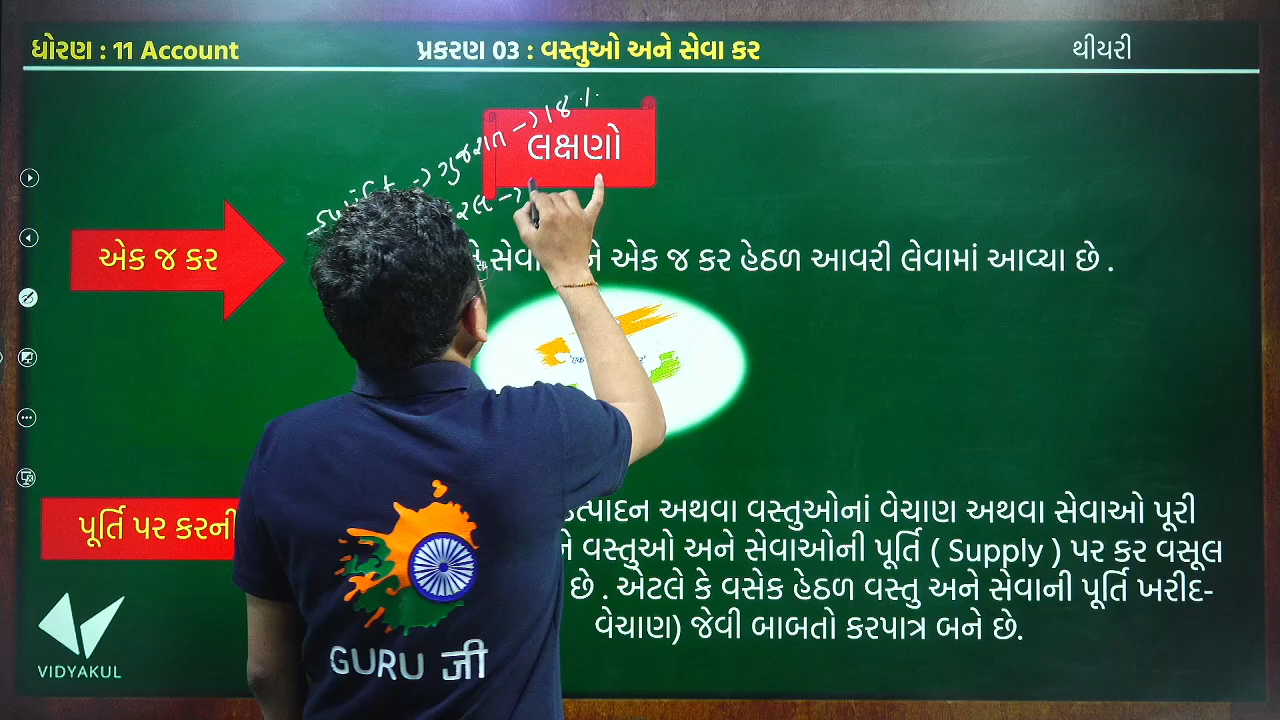 ધોરણ : 11 Account
પ્રકરણ 03 : વસ્તુઓ અને સેવા કર
થીયરી
ગુજરાત → 18 %
લક્ષણો
એક જ કર
સેવા એક જ કર હેઠળ આવરી લેવામાં આવ્યા છે .
પૂર્તિ પર કરની
ઉત્પાદન અથવા વસ્તુઓનાં વેચાણ અથવા સેવાઓ પૂરી
વસ્તુઓ અને સેવાઓની પૂર્તિ ( Supply ) પર કર વસૂલ
છે . એટલે કે વસેક હેઠળ વસ્તુ અને સેવાની પૂર્તિ ખરીદ-
વેચાણ) જેવી બાબતો કરપાત્ર બને છે.
VIDYAKUL
GURU जी